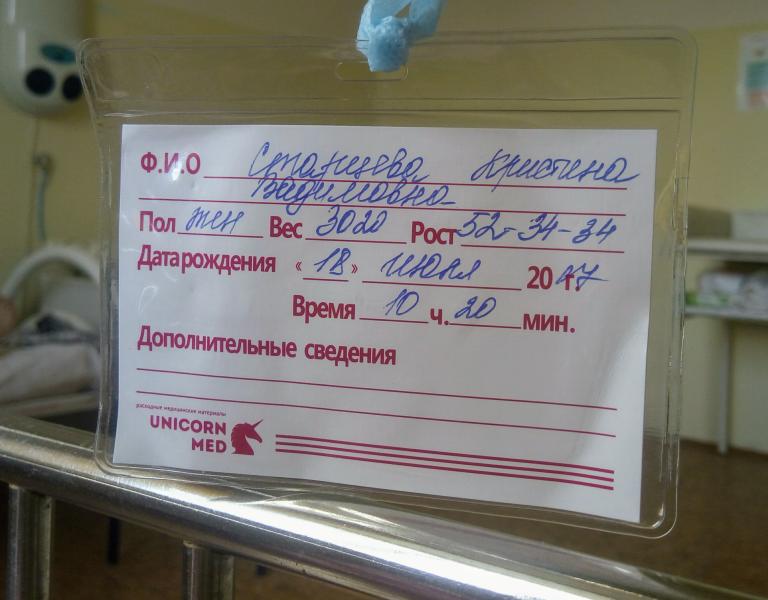 Ф.И.О Станцева Кристина
Вадимовна
Пол жен Вес 3020 Рост 52-34-34
Дата рождения «18» июля 2017
Время 10 ч. 20 мин.
Дополнительные сведения
расходные медицинские материалы
UNICORN
MED